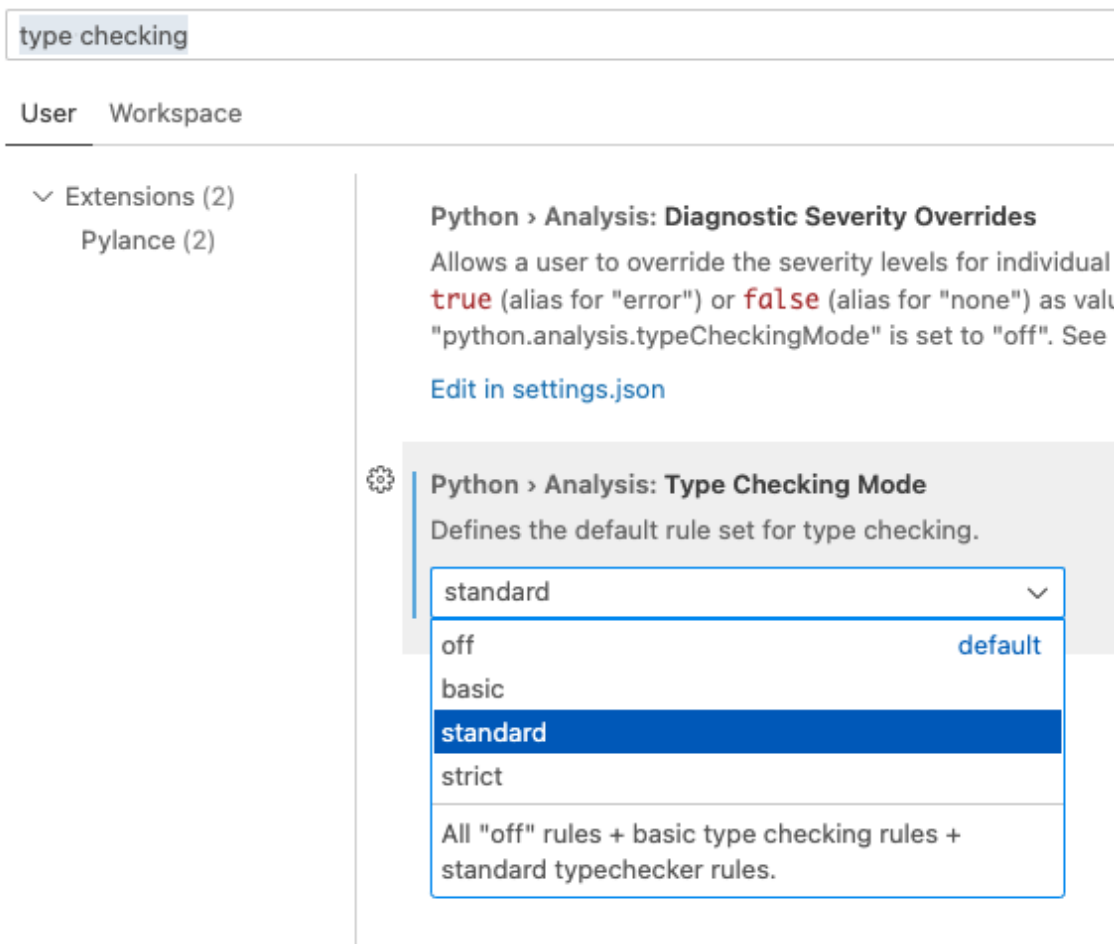 type checking
User Workspace
Extensions (2)
Pylance (2)
Python › Analysis: Diagnostic Severity Overrides
Allows a user to override the severity levels for individual
true (alias for "error") or false (alias for "none") as valu
"python.analysis.typeCheckingMode" is set to "off". See
Edit in settings.json
Python › Analysis: Type Checking Mode
Defines the default rule set for type checking.
standard
off default
basic
standard
strict
All "off" rules + basic type checking rules +
standard typechecker rules.